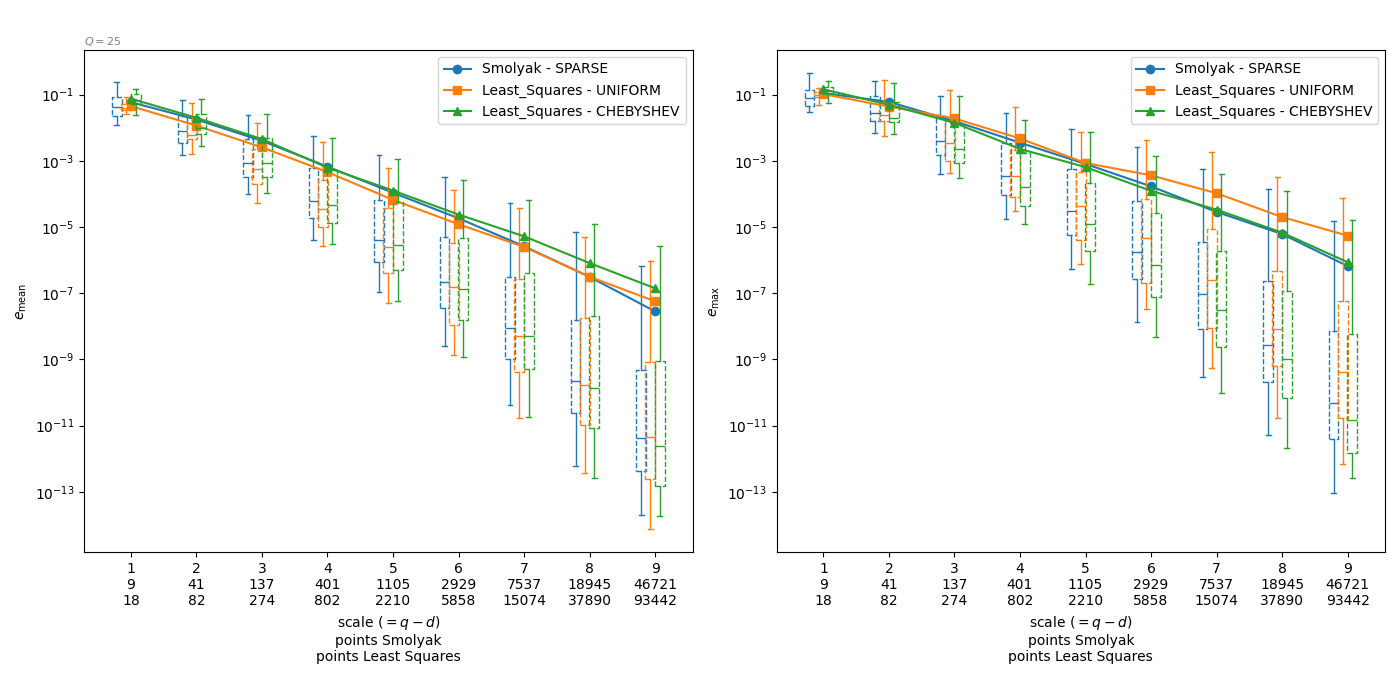 Q = 25
Smolyak - SPARSE
Least_Squares - UNIFORM
Least_Squares - CHEBYSHEV
10⁻¹
10⁻³
10⁻⁵
10⁻⁷
10⁻⁹
10⁻¹¹
10⁻¹³
e_mean
1 2 3 4 5 6 7 8 9
9 41 137 401 1105 2929 7537 18945 46721
18 82 274 802 2210 5858 15074 37890 93442
scale (= q − d)
points Smolyak
points Least Squares
Smolyak - SPARSE
Least_Squares - UNIFORM
Least_Squares - CHEBYSHEV
10⁻¹
10⁻³
10⁻⁵
10⁻⁷
10⁻⁹
10⁻¹¹
10⁻¹³
e_max
1 2 3 4 5 6 7 8 9
9 41 137 401 1105 2929 7537 18945 46721
18 82 274 802 2210 5858 15074 37890 93442
scale (= q − d)
points Smolyak
points Least Squares